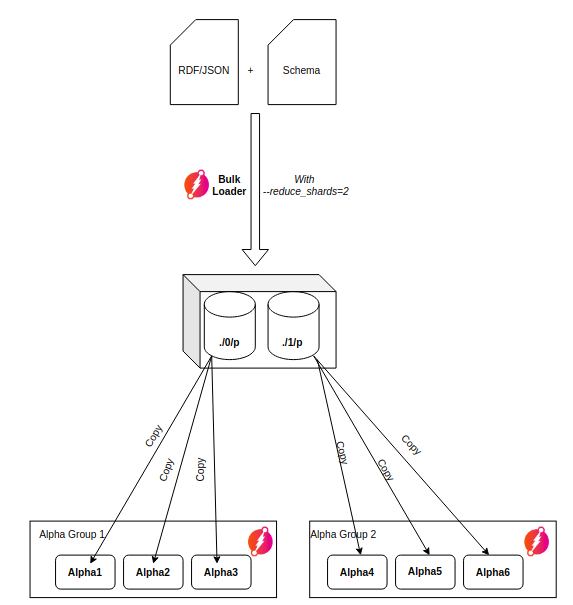 RDF/JSON
+
Schema
Bulk
Loader
With
--reduce_shards=2
./0/p
./1/p
Copy
Copy
Copy
Copy
Copy
Copy
Alpha Group 1
Alpha1
Alpha2
Alpha3
Alpha Group 2
Alpha4
Alpha5
Alpha6